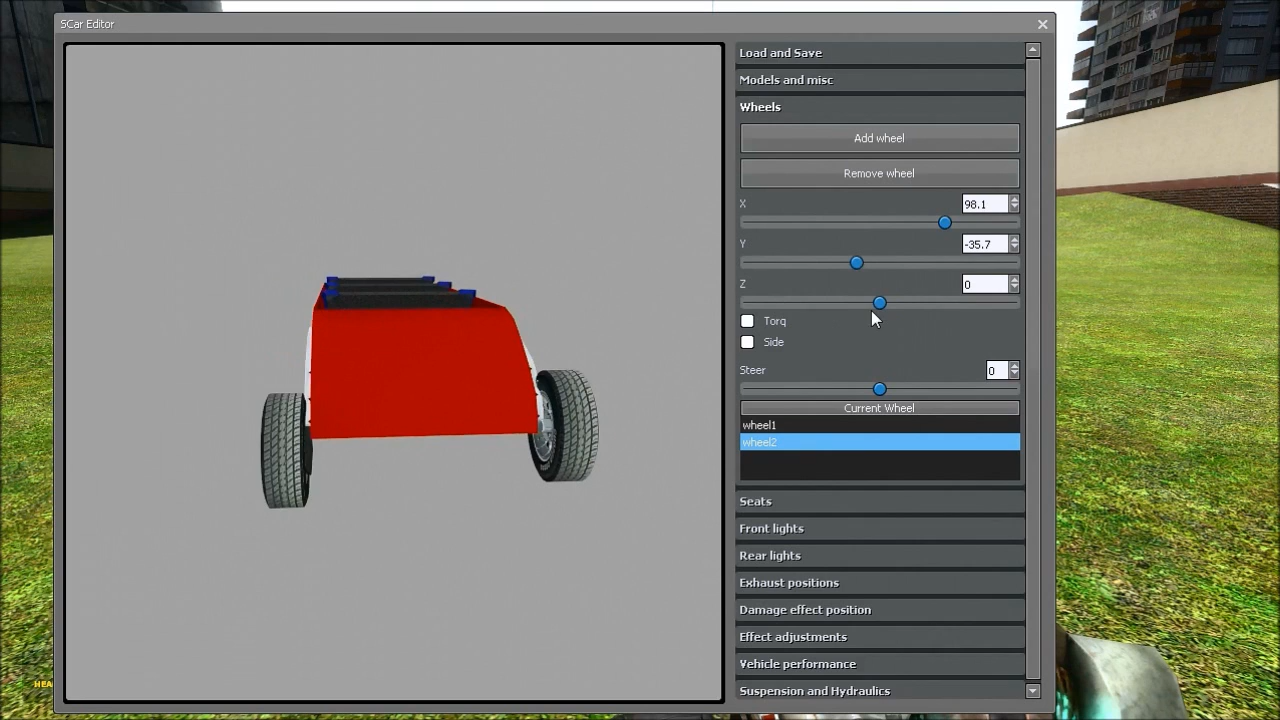 SCar Editor
Load and Save
Models and misc
Wheels
Add wheel
Remove wheel
X 98.1
Y -35.7
Z 0
Torq
Side
Steer 0
Current Wheel
wheel1
wheel2
Seats
Front lights
Rear lights
Exhaust positions
Damage effect position
Effect adjustments
Vehicle performance
Suspension and Hydraulics
HEA